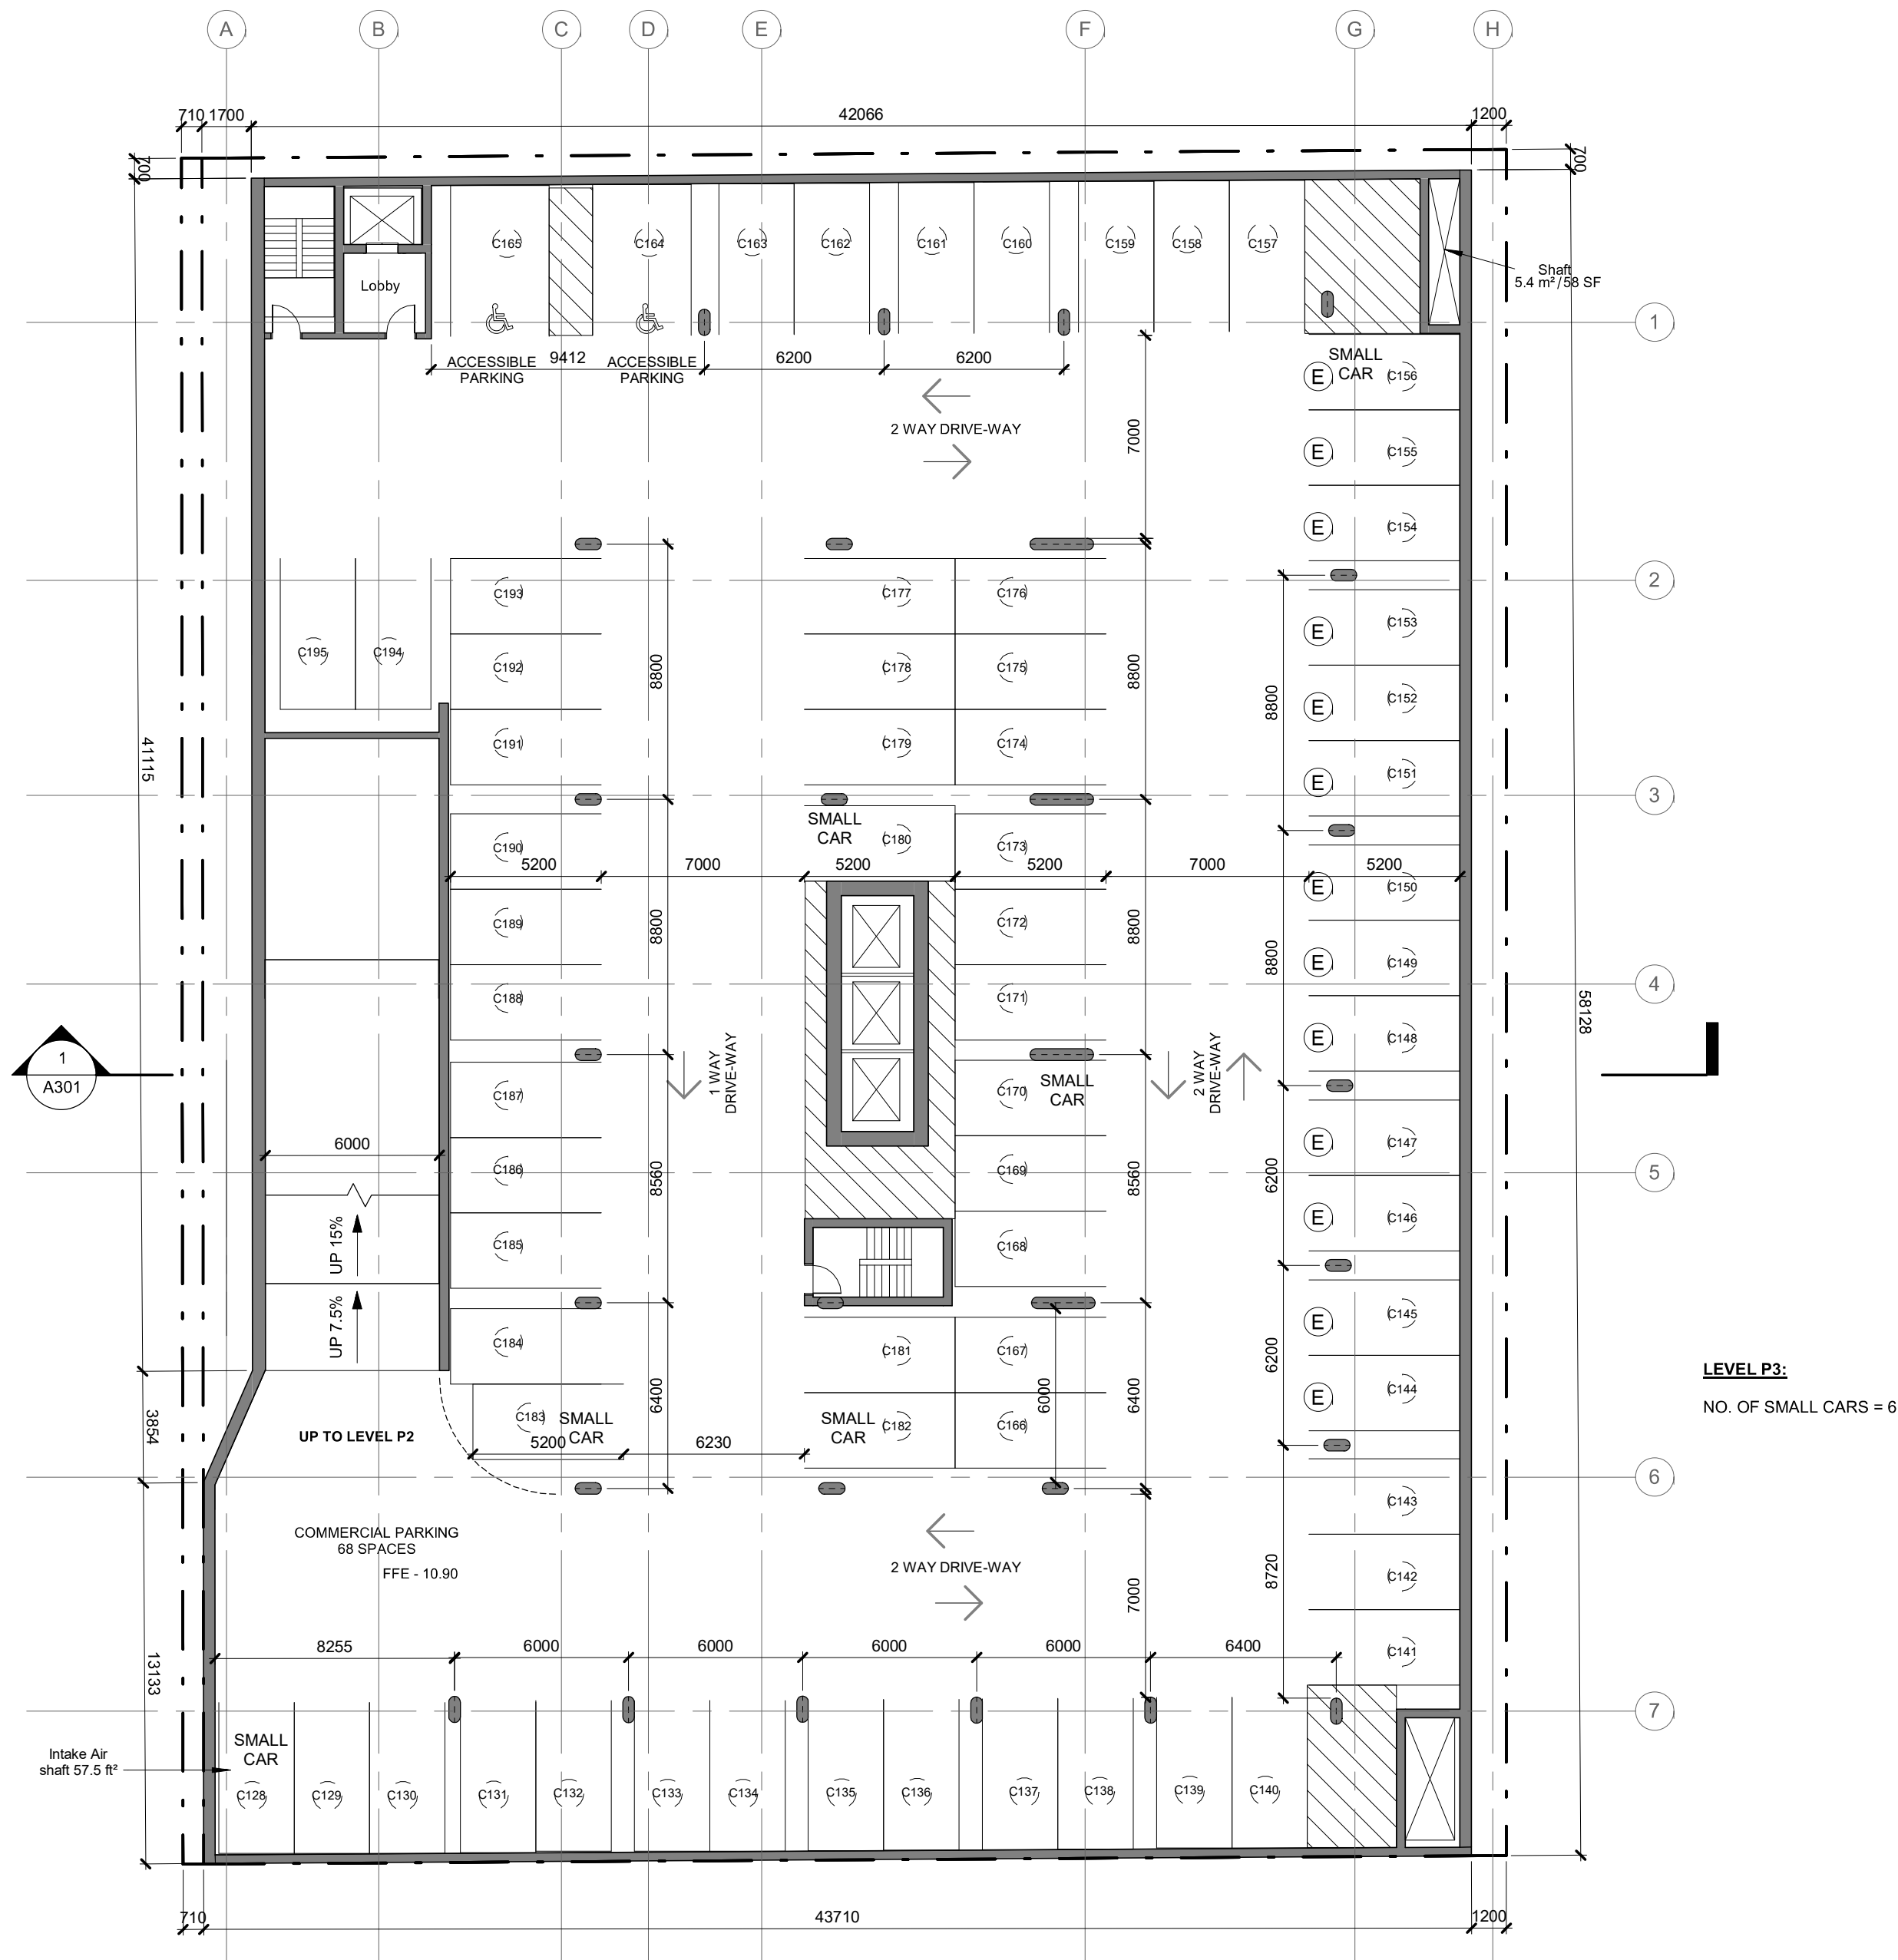 A B C D E F G H
710 1700 42066 1200
700 700
C165 C164 C163 C162 C161 C160 C159 C158 C157
Lobby
Shaft
5.4 m²/58 SF
1
ACCESSIBLE
PARKING
9412
ACCESSIBLE
PARKING
6200 6200
SMALL
CAR
E C156
2 WAY DRIVE-WAY
7000
E C155
E C154
2
C193 C177 C176
E C153
C195 C194
C192 8800 C178 C175 8800
E C152
8800
C191 C179 C174
E C151
41115
3
SMALL
CAR
C180
C190 C173
5200 7000 5200 5200 7000 5200
E C150
C189 8800 C172 8800
8800
E C149
4
C188 C171
58128
E C148
1
A301
1 WAY
DRIVE-WAY
2 WAY
DRIVE-WAY
C187 C170
SMALL
CAR
6000
E C147
C186 8560 C169 8560
6200
5
UP 15%
C185 C168
E C146
UP 7.5%
C184 C181 C167
E C145
6200
6000
6400 6400
E C144
3854
C183
SMALL
CAR
5200
6230
SMALL
CAR
C182 C166
UP TO LEVEL P2
LEVEL P3:
NO. OF SMALL CARS = 6
6
C143
COMMERCIAL PARKING
68 SPACES
FFE - 10.90
2 WAY DRIVE-WAY
7000
8720
C142
C141
13133
8255 6000 6000 6000 6000 6400
7
SMALL
CAR
Intake Air
shaft 57.5 ft²
C128 C129 C130 C131 C132 C133 C134 C135 C136 C137 C138 C139 C140
710 43710 1200